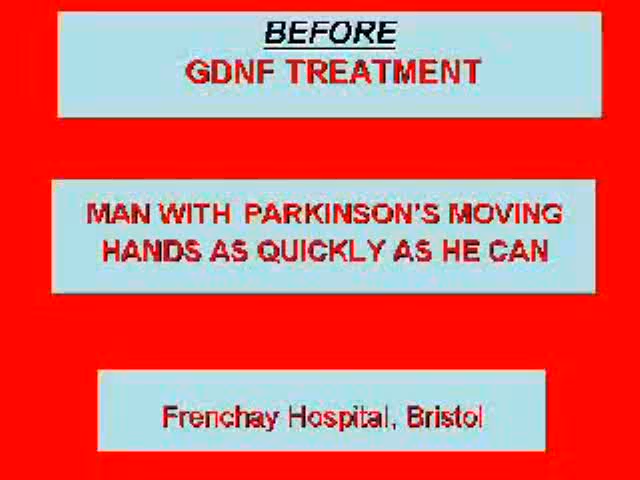 BEFORE
GDNF TREATMENT
MAN WITH PARKINSON'S MOVING
HANDS AS QUICKLY AS HE CAN
Frenchay Hospital, Bristol